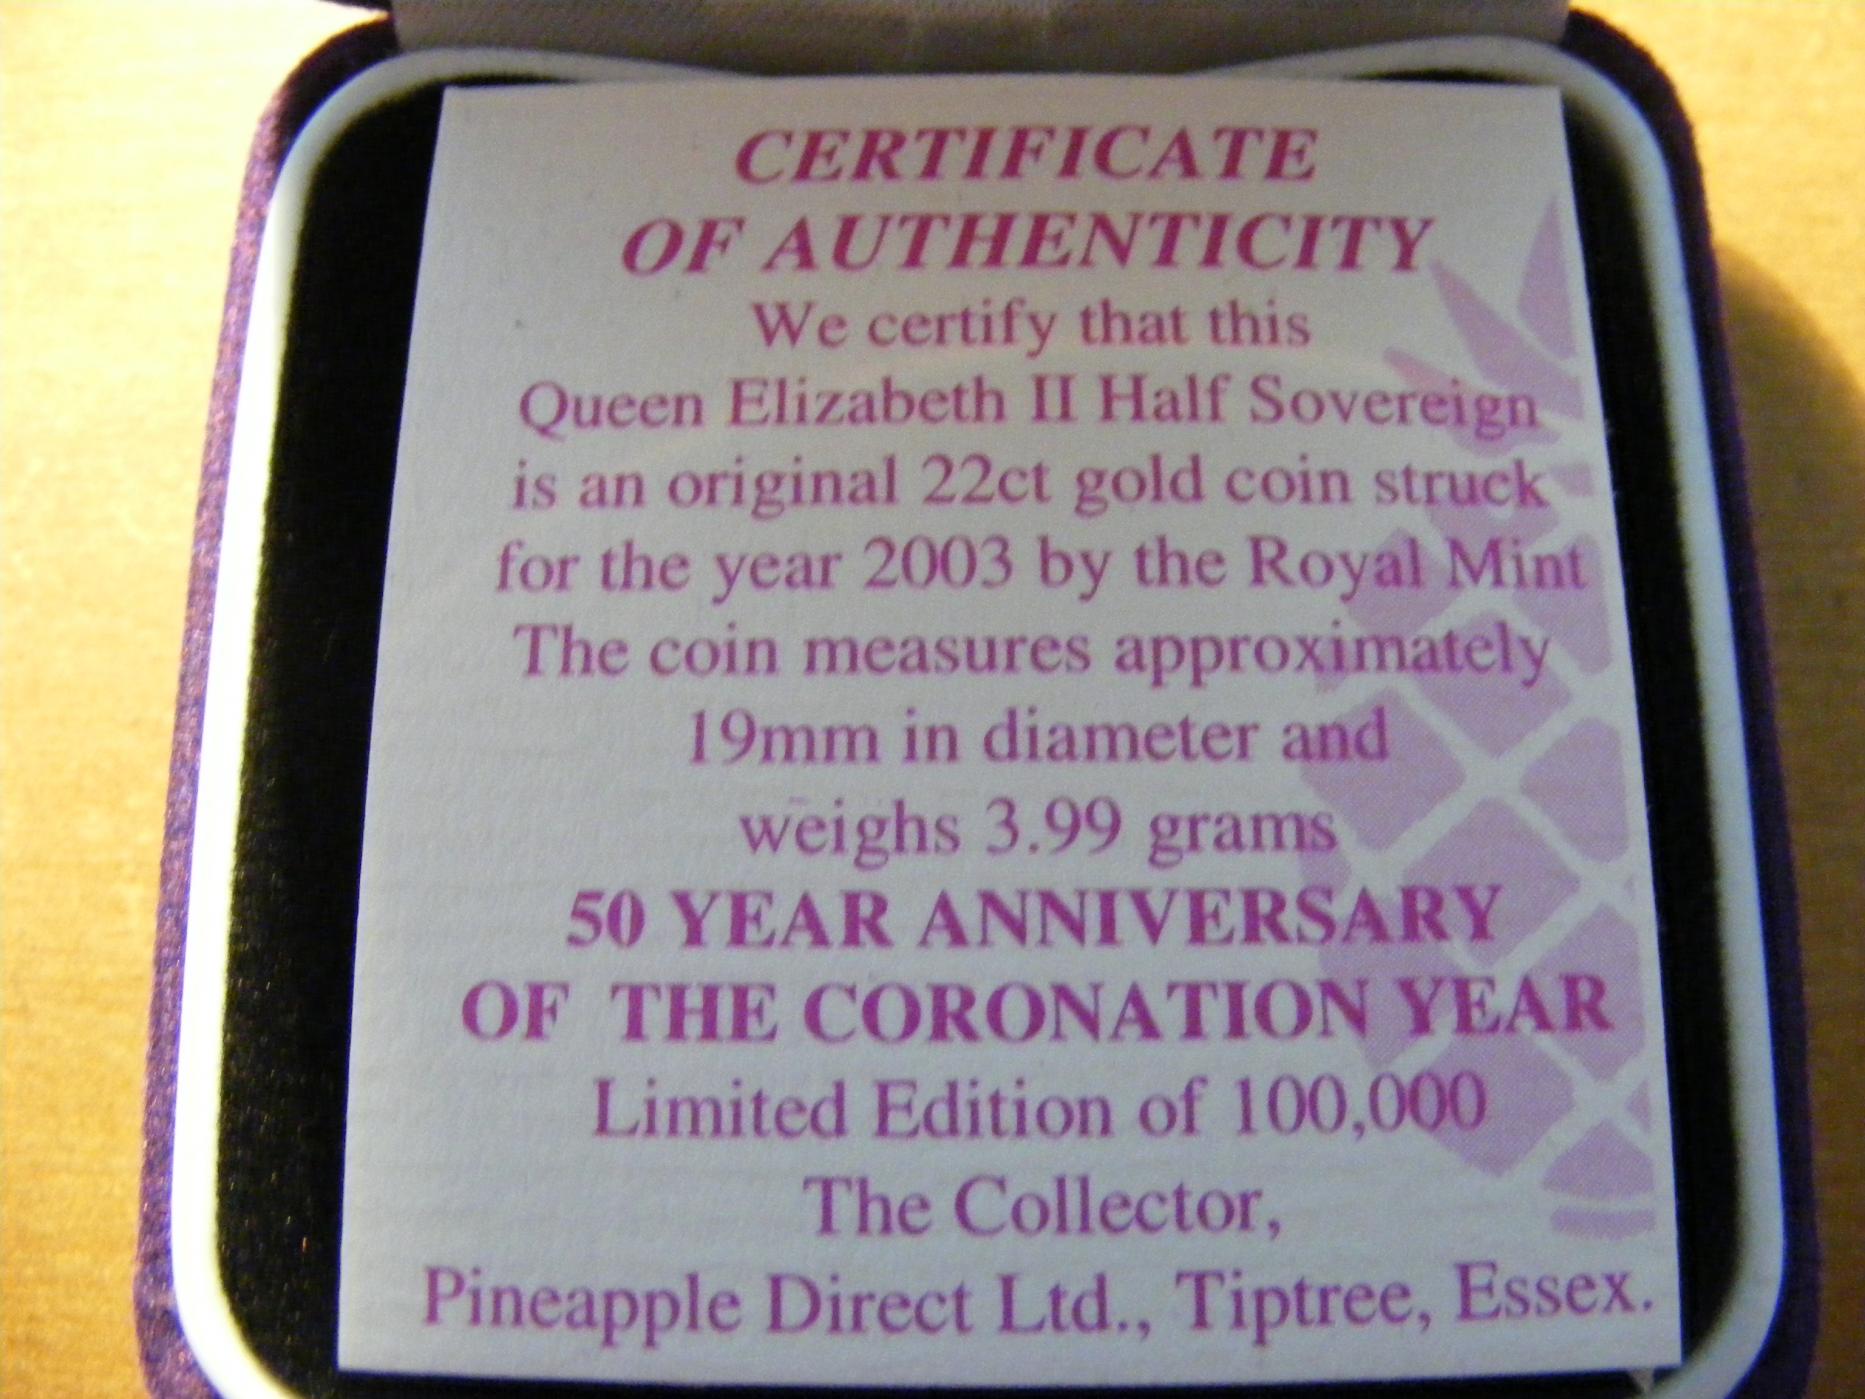 CERTIFICATE
OF AUTHENTICITY
We certify that this
Queen Elizabeth II Half Sovereign
is an original 22ct gold coin struck
for the year 2003 by the Royal Mint
The coin measures approximately
19mm in diameter and
weighs 3.99 grams
50 YEAR ANNIVERSARY
OF THE CORONATION YEAR
Limited Edition of 100,000
The Collector,
Pineapple Direct Ltd., Tiptree, Essex.